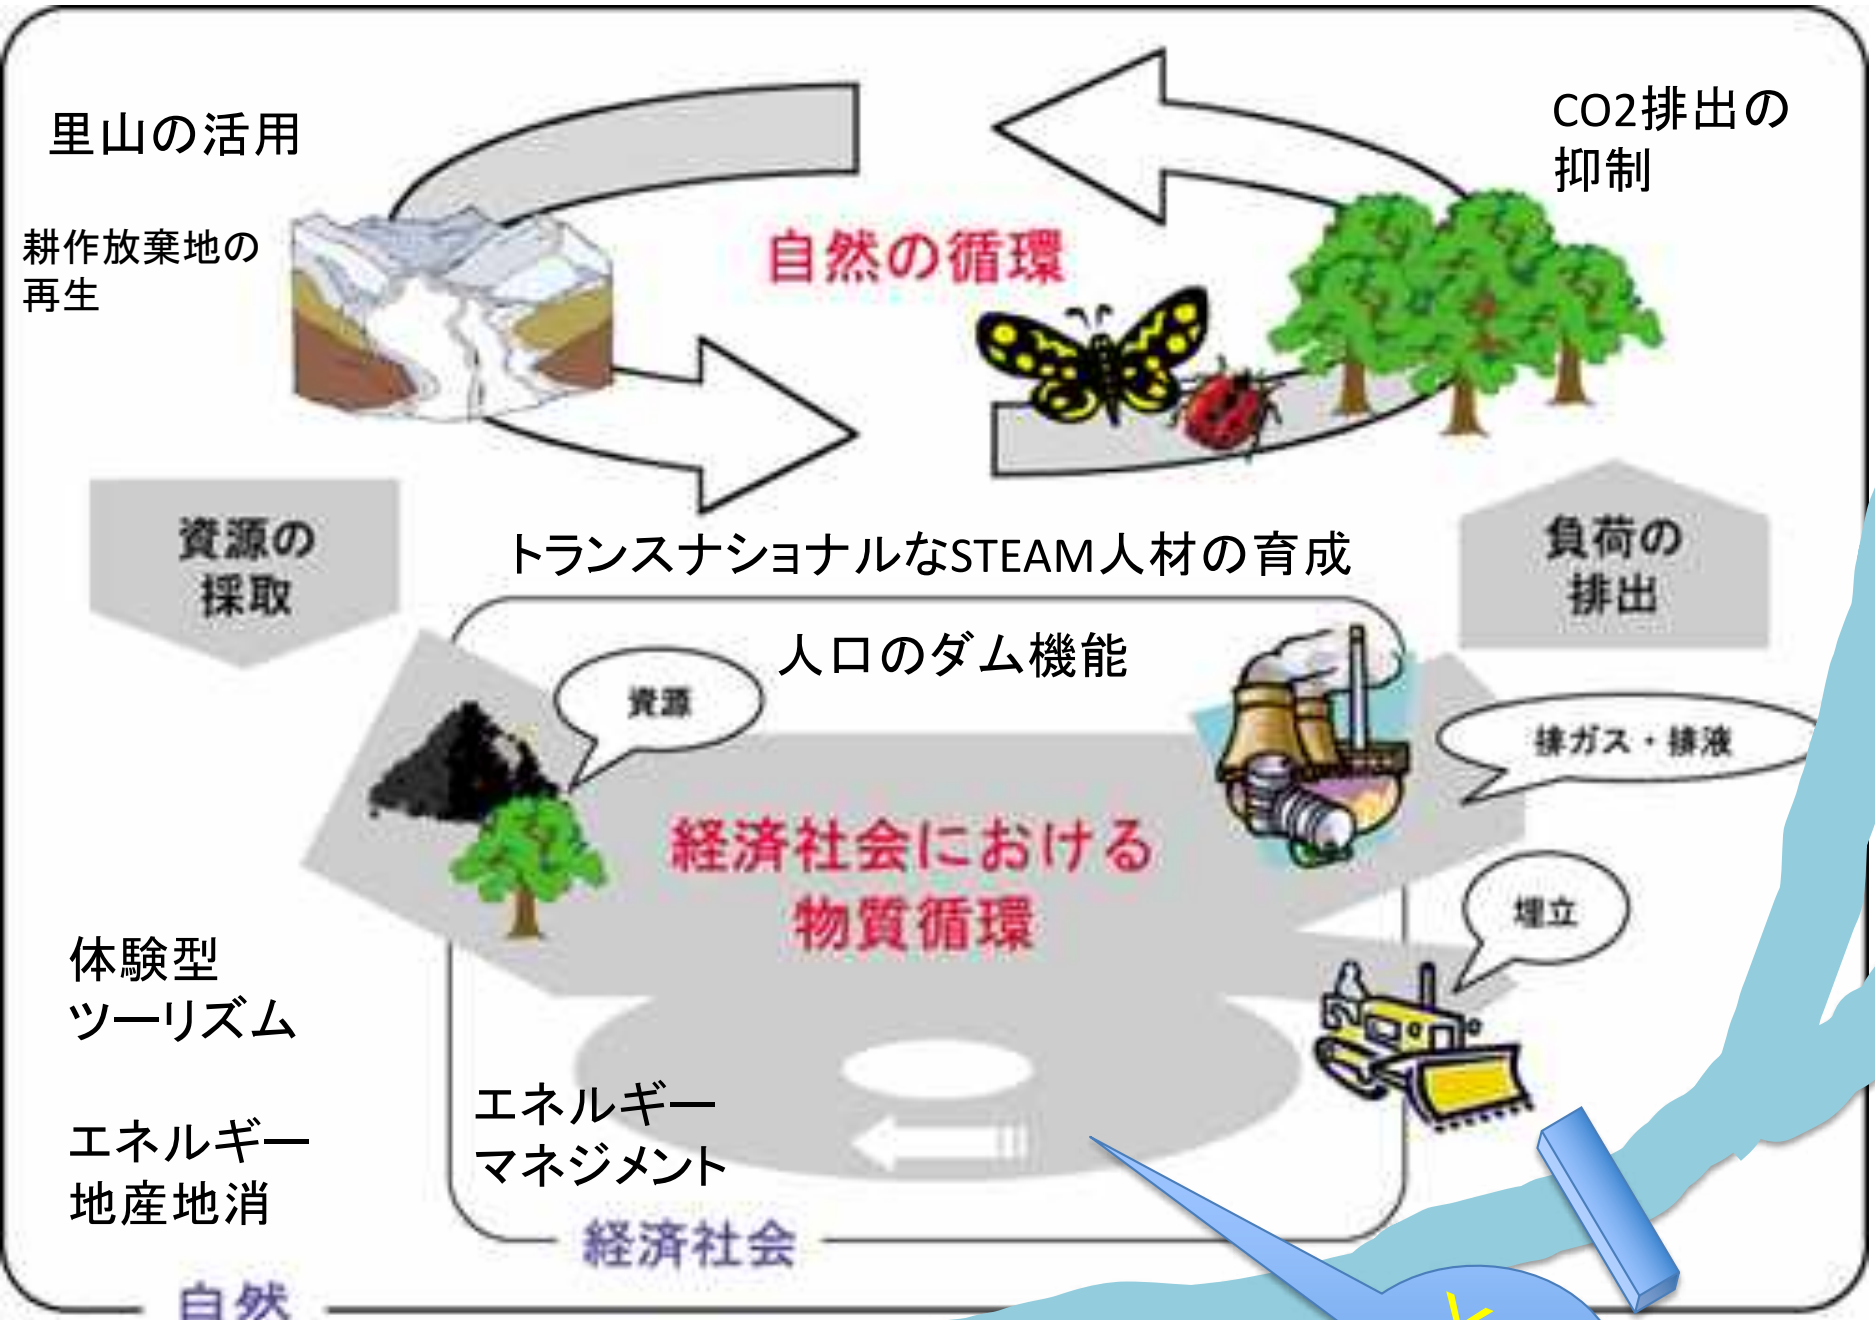 里山の活用
CO2排出の
抑制
耕作放棄地の
再生
自然の循環
資源の
採取
負荷の
排出
トランスナショナルなSTEAM人材の育成
人口のダム機能
資源
排ガス・排液
経済社会における
物質循環
埋立
体験型
ツーリズム
エネルギー
マネジメント
エネルギー
地産地消
経済社会
自然